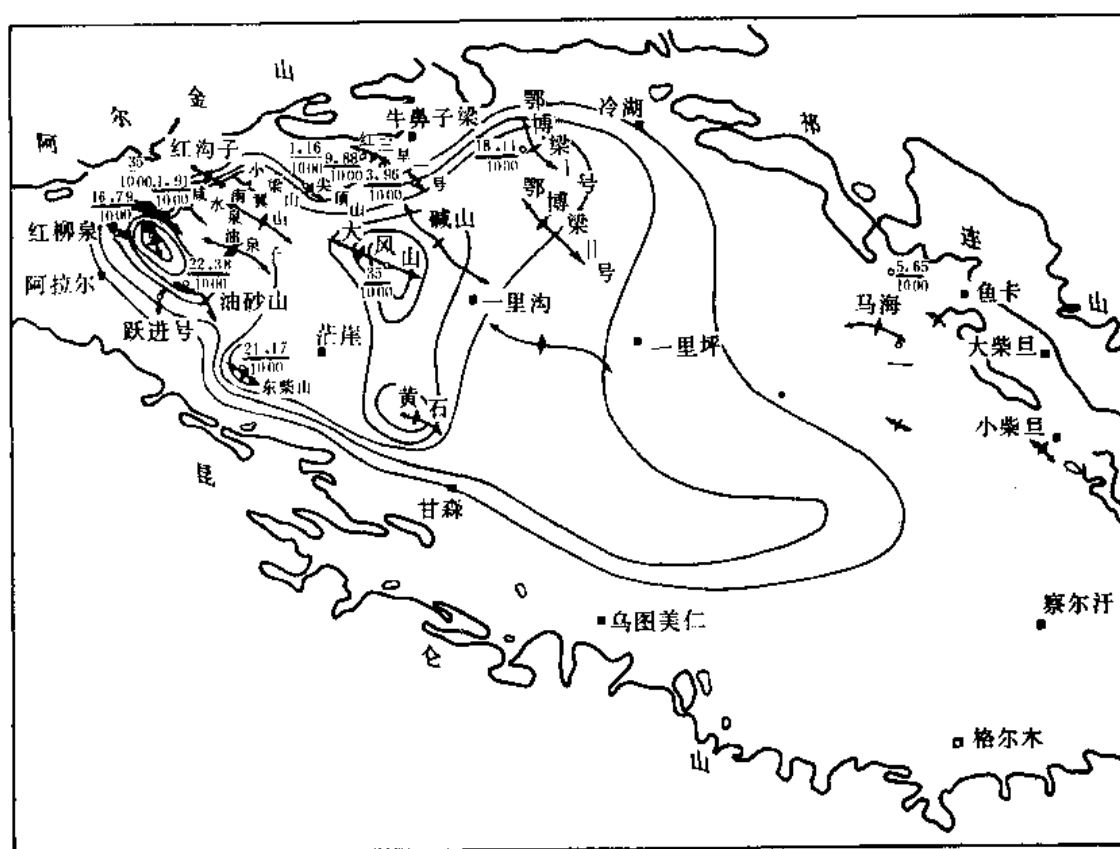 阿尔金山
祁连山
昆仑山
牛鼻子梁
鄂博梁Ⅰ号
冷湖
红沟子
小梁山
尖顶山
红三旱一号
1.16
1000
9.88
1000
3.96
1000
18.11
1000
35
1000
1.91
1000
16.79
1000
咸水泉
南翼山
油泉
红柳泉
22.38
1000
阿拉尔
油砂山
跃进号
大风山
35
1000
碱山
鄂博梁Ⅱ号
一里沟
一里坪
茫崖
21.17
1000
东柴山
黄石
甘森
5.65
1000
马海
鱼卡
大柴旦
小柴旦
乌图美仁
察尔汗
格尔木